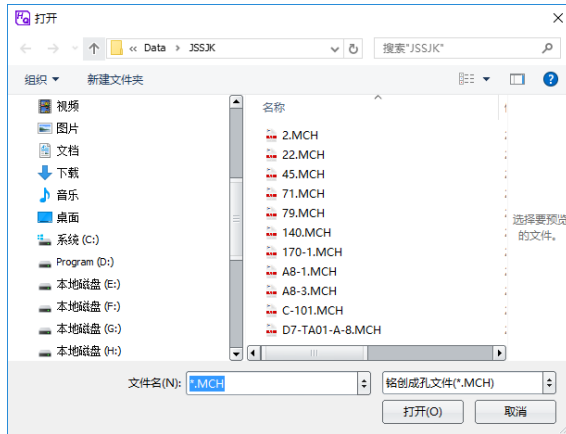 打开
« Data › JSSJK
搜索"JSSJK"
组织 新建文件夹
视频
图片
文档
下载
音乐
桌面
系统 (C:)
Program (D:)
本地磁盘 (E:)
本地磁盘 (F:)
本地磁盘 (G:)
本地磁盘 (H:)
名称
2.MCH
22.MCH
45.MCH
71.MCH
79.MCH
140.MCH
170-1.MCH
A8-1.MCH
A8-3.MCH
C-101.MCH
D7-TA01-A-8.MCH
选择要预览
的文件。
文件名(N): *.MCH
铭创成孔文件(*.MCH)
打开(O) 取消